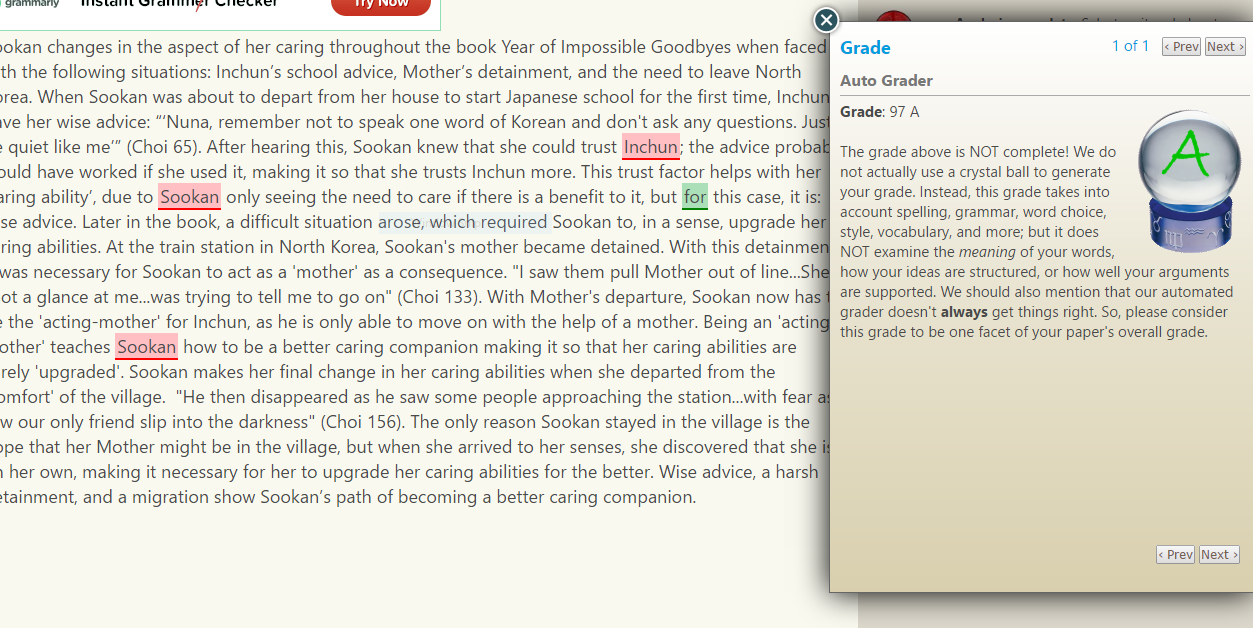 grammarly Instant Grammer Checker Try Now
ookan changes in the aspect of her caring throughout the book Year of Impossible Goodbyes when faced
th the following situations: Inchun’s school advice, Mother’s detainment, and the need to leave North
orea. When Sookan was about to depart from her house to start Japanese school for the first time, Inchun
ave her wise advice: “‘Nuna, remember not to speak one word of Korean and don't ask any questions. Just
e quiet like me’” (Choi 65). After hearing this, Sookan knew that she could trust Inchun; the advice probab
ould have worked if she used it, making it so that she trusts Inchun more. This trust factor helps with her
aring ability’, due to Sookan only seeing the need to care if there is a benefit to it, but for this case, it is:
se advice. Later in the book, a difficult situation arose, which required Sookan to, in a sense, upgrade her
ring abilities. At the train station in North Korea, Sookan's mother became detained. With this detainmen
was necessary for Sookan to act as a 'mother' as a consequence. "I saw them pull Mother out of line...She
ot a glance at me...was trying to tell me to go on" (Choi 133). With Mother's departure, Sookan now has t
e the 'acting-mother' for Inchun, as he is only able to move on with the help of a mother. Being an 'acting
other' teaches Sookan how to be a better caring companion making it so that her caring abilities are
rely 'upgraded'. Sookan makes her final change in her caring abilities when she departed from the
omfort' of the village. "He then disappeared as he saw some people approaching the station...with fear as
w our only friend slip into the darkness" (Choi 156). The only reason Sookan stayed in the village is the
ope that her Mother might be in the village, but when she arrived to her senses, she discovered that she is
n her own, making it necessary for her to upgrade her caring abilities for the better. Wise advice, a harsh
etainment, and a migration show Sookan’s path of becoming a better caring companion.
Grade 1 of 1 ‹ Prev Next ›
Auto Grader
Grade: 97 A
A
The grade above is NOT complete! We do
not actually use a crystal ball to generate
your grade. Instead, this grade takes into
account spelling, grammar, word choice,
style, vocabulary, and more; but it does
NOT examine the meaning of your words,
how your ideas are structured, or how well your arguments
are supported. We should also mention that our automated
grader doesn't always get things right. So, please consider
this grade to be one facet of your paper's overall grade.
‹ Prev Next ›